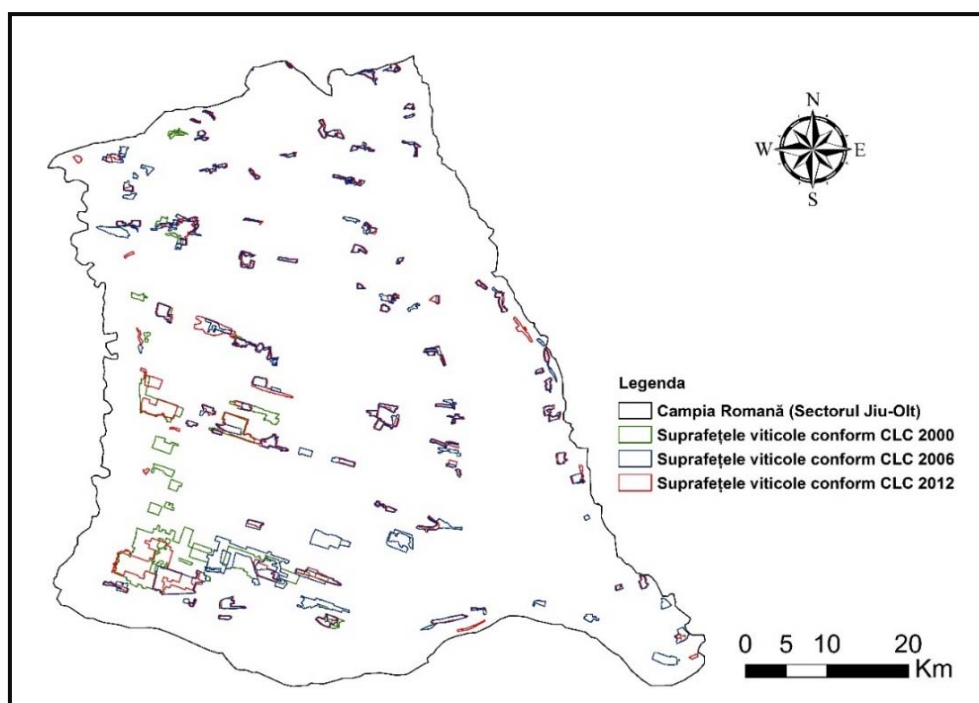 N
W E
S
Legenda
Campia Romană (Sectorul Jiu-Olt)
Suprafețele viticole conform CLC 2000
Suprafețele viticole conform CLC 2006
Suprafețele viticole conform CLC 2012
0 5 10 20
Km